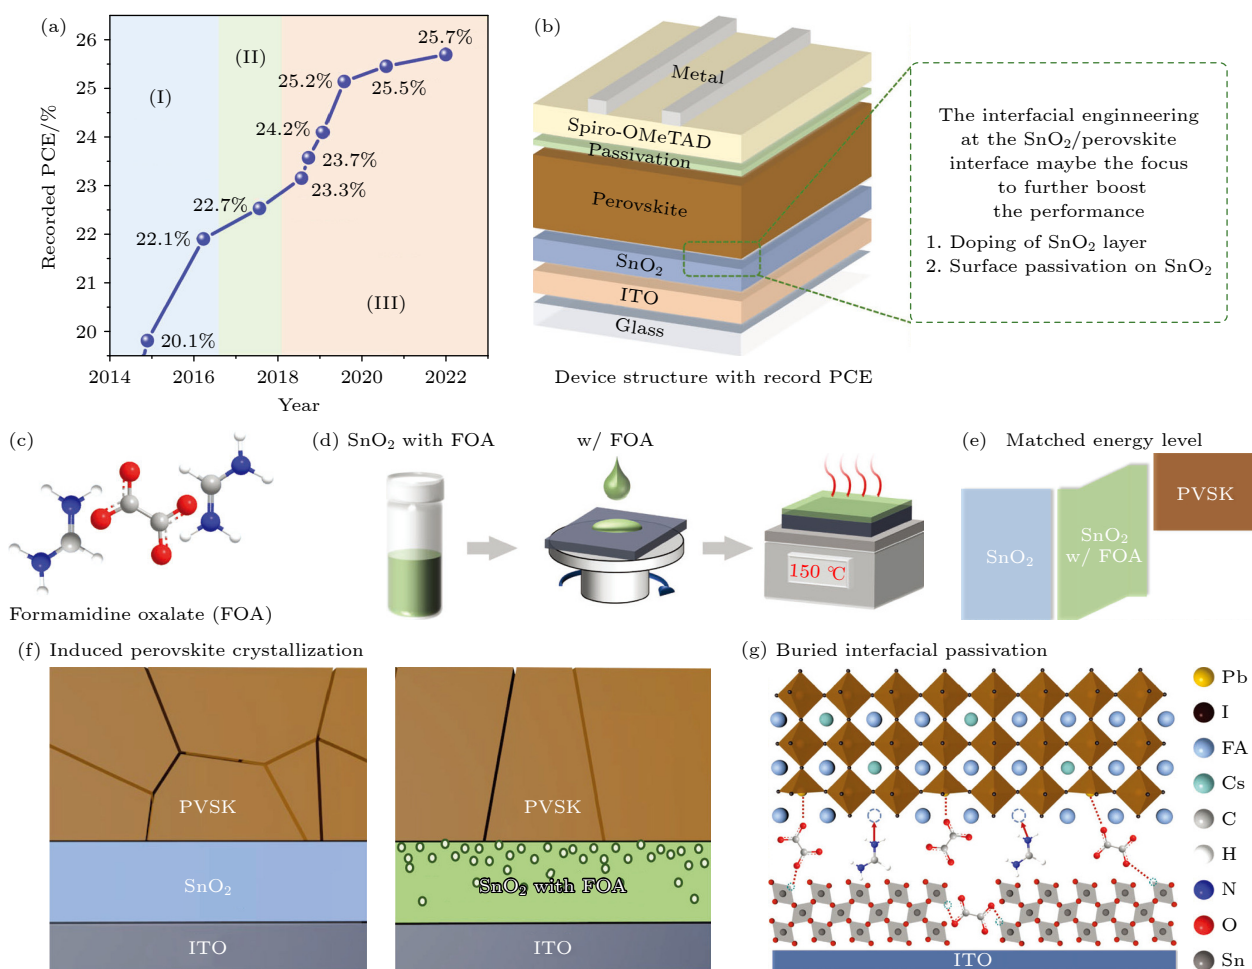 (a)
Recorded PCE/%
26
25
24
23
22
21
20
(I)
(II)
(III)
25.7%
25.2%
25.5%
24.2%
23.7%
23.3%
22.7%
22.1%
20.1%
2014
2016
2018
2020
2022
Year
(b)
Metal
Spiro-OMeTAD
Passivation
Perovskite
SnO₂
ITO
Glass
Device structure with record PCE
The interfacial enginneering
at the SnO₂/perovskite
interface maybe the focus
to further boost
the performance
1. Doping of SnO₂ layer
2. Surface passivation on SnO₂
(c)
Formamidine oxalate (FOA)
(d) SnO₂ with FOA
w/ FOA
150 ℃
(e) Matched energy level
SnO₂
SnO₂
w/ FOA
PVSK
(f) Induced perovskite crystallization
PVSK
SnO₂
ITO
PVSK
SnO₂ with FOA
ITO
(g) Buried interfacial passivation
ITO
Pb
I
FA
Cs
C
H
N
O
Sn